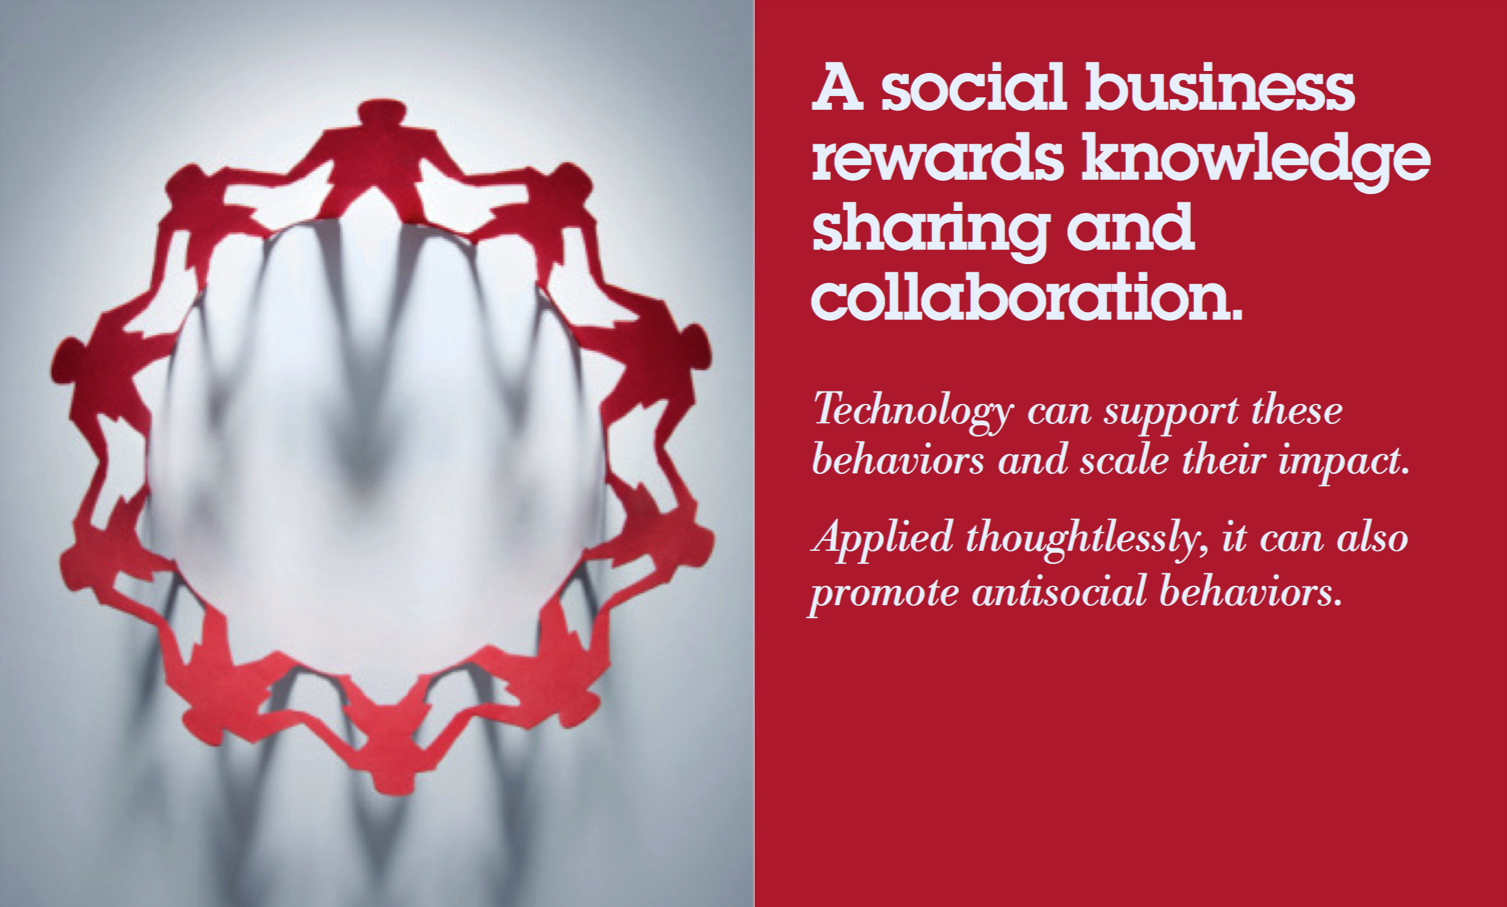 A social business
rewards knowledge
sharing and
collaboration.
Technology can support these
behaviors and scale their impact.
Applied thoughtlessly, it can also
promote antisocial behaviors.